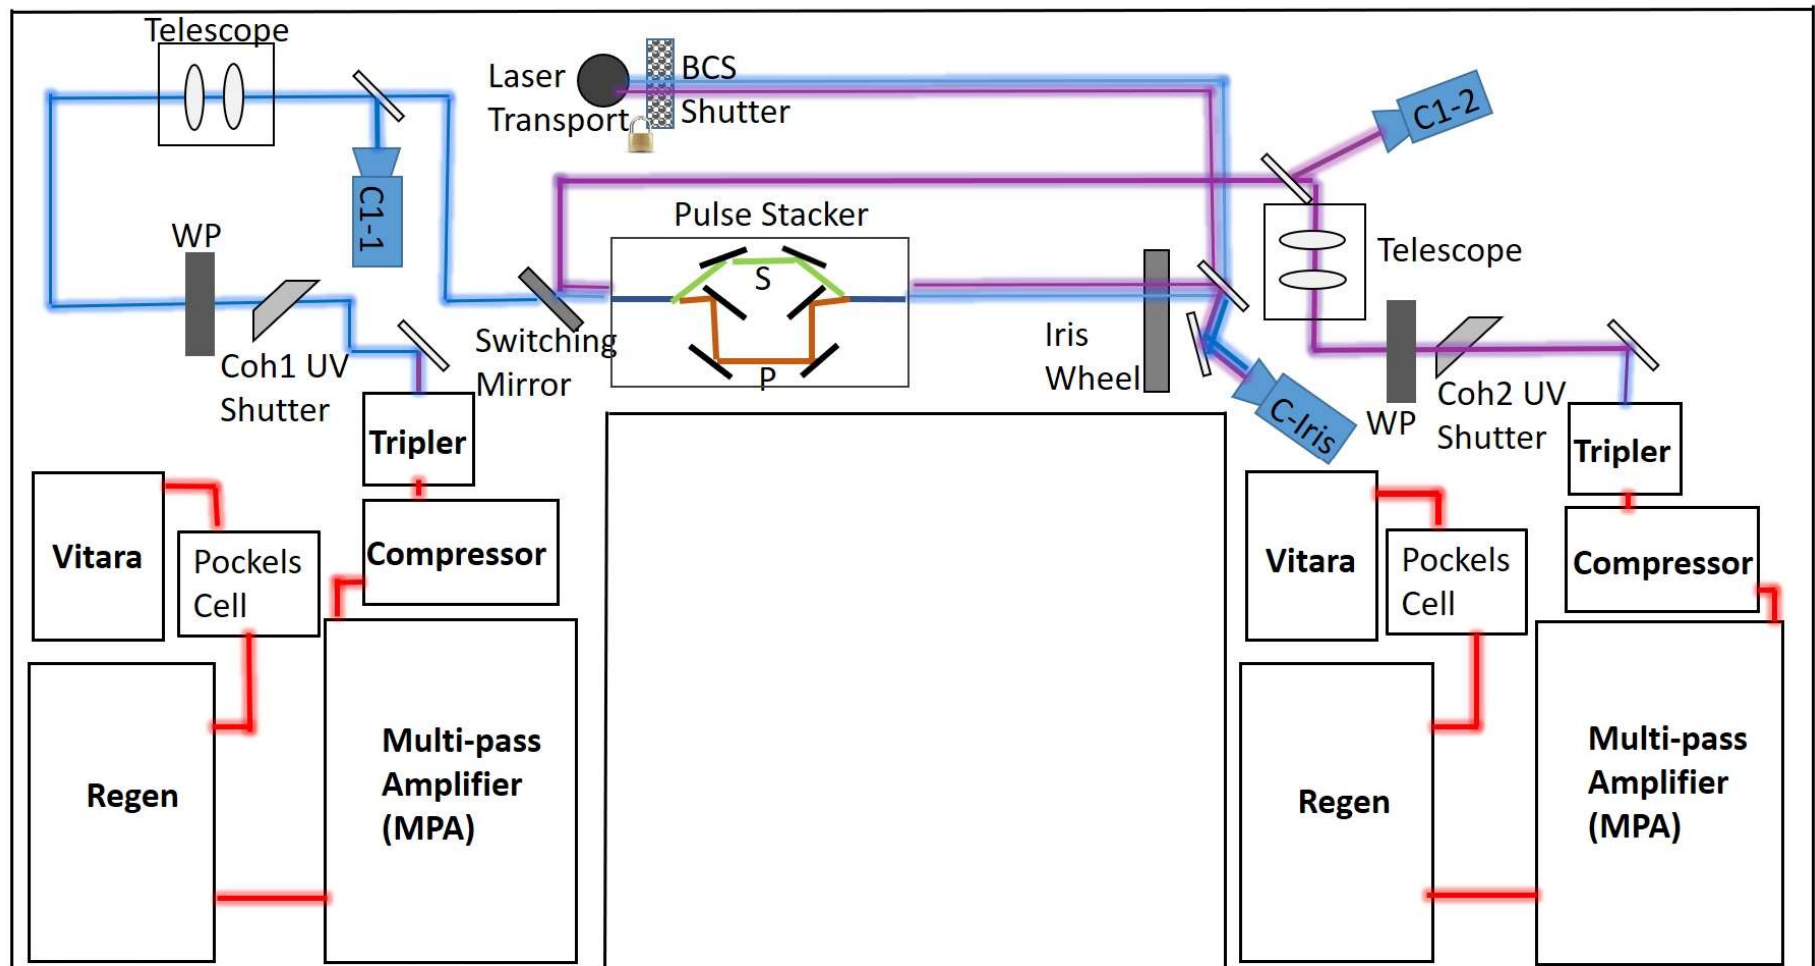 Telescope
Laser
Transport
BCS
Shutter
C1-2
C1-1
WP
Pulse Stacker
S
P
Telescope
Coh1 UV
Shutter
Switching
Mirror
Iris
Wheel
C-Iris
WP
Coh2 UV
Shutter
Tripler
Tripler
Vitara
Pockels
Cell
Compressor
Vitara
Pockels
Cell
Compressor
Regen
Multi-pass
Amplifier
(MPA)
Regen
Multi-pass
Amplifier
(MPA)